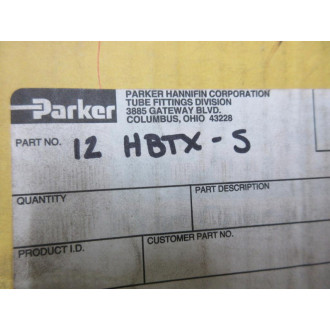 Parker
PARKER HANNIFIN CORPORATION
TUBE FITTINGS DIVISION
3885 GATEWAY BLVD.
COLUMBUS, OHIO 43228
PART NO. 12 HBTX-S
QUANTITY
DESCRIPTION
PRODUCT I.D.
CUSTOMER PART NO.